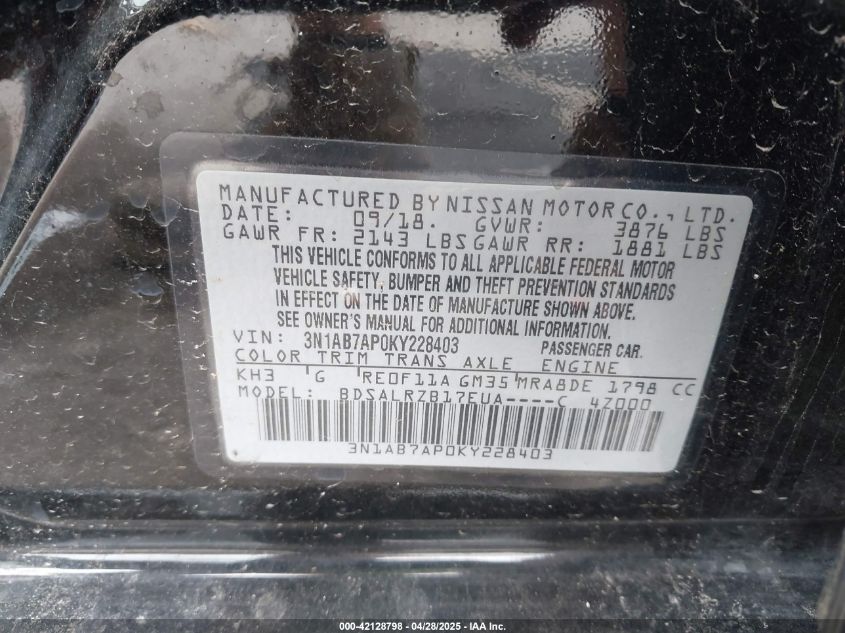 MANUFACTURED BY NISSAN MOTOR CO., LTD.
DATE: 09/18. GVWR: 3876 LBS
GAWR FR: 2143 LBS GAWR RR: 1881 LBS
THIS VEHICLE CONFORMS TO ALL APPLICABLE FEDERAL MOTOR
VEHICLE SAFETY, BUMPER AND THEFT PREVENTION STANDARDS
IN EFFECT ON THE DATE OF MANUFACTURE SHOWN ABOVE.
SEE OWNER'S MANUAL FOR ADDITIONAL INFORMATION.
VIN: 3N1AB7AP0KY228403 PASSENGER CAR.
COLOR TRIM TRANS AXLE ENGINE
KH3 G RE0F11A GM35 MRA8DE 1798 CC
MODEL: BDSALRZB17EUA----C 4Z000
3N1AB7AP0KY228403
000-42128798 - 04/28/2025 - IAA Inc.